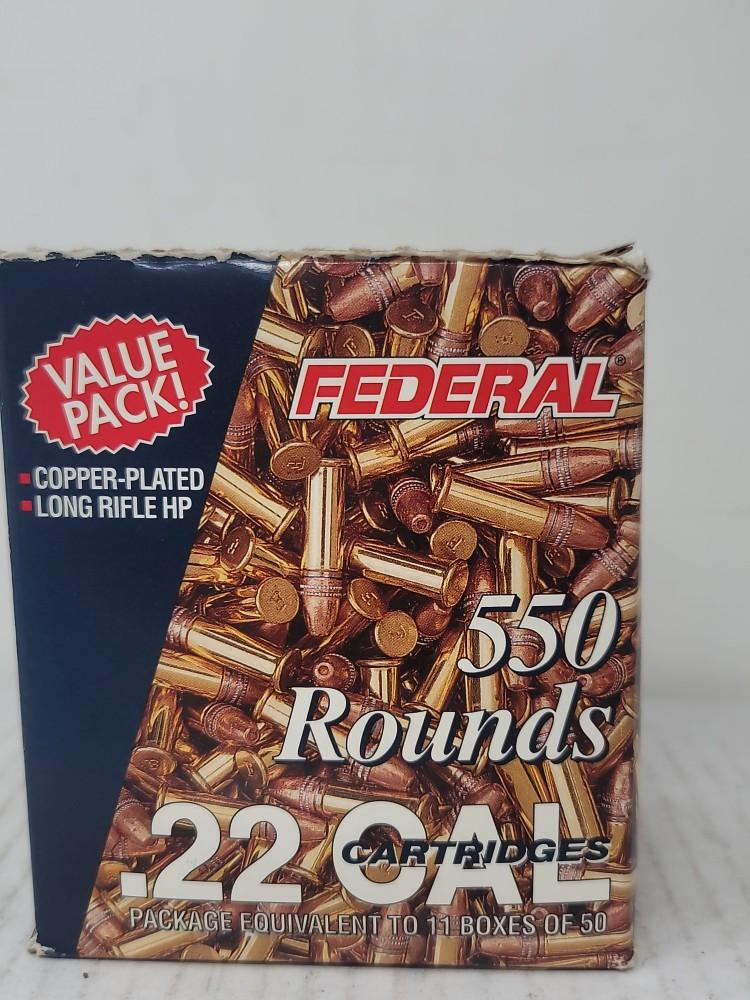 VALUE
PACK!
COPPER-PLATED
LONG RIFLE HP
FEDERAL®
550
Rounds
.22 CAL
CARTRIDGES
PACKAGE EQUIVALENT TO 11 BOXES OF 50